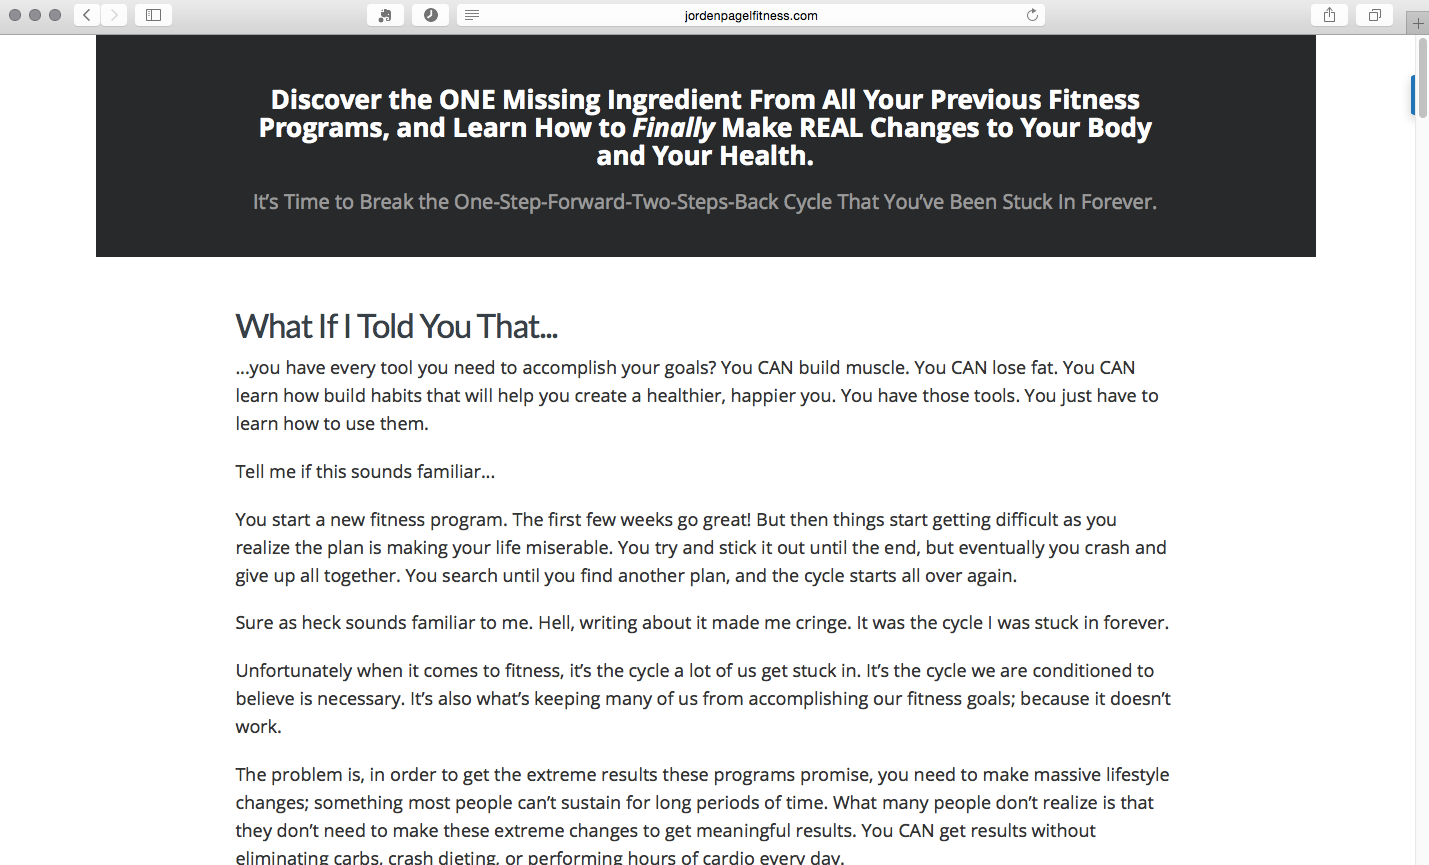 jordenpagelfitness.com
Discover the ONE Missing Ingredient From All Your Previous Fitness
Programs, and Learn How to Finally Make REAL Changes to Your Body
and Your Health.
It’s Time to Break the One-Step-Forward-Two-Steps-Back Cycle That You’ve Been Stuck In Forever.
What If I Told You That...
...you have every tool you need to accomplish your goals? You CAN build muscle. You CAN lose fat. You CAN
learn how build habits that will help you create a healthier, happier you. You have those tools. You just have to
learn how to use them.
Tell me if this sounds familiar...
You start a new fitness program. The first few weeks go great! But then things start getting difficult as you
realize the plan is making your life miserable. You try and stick it out until the end, but eventually you crash and
give up all together. You search until you find another plan, and the cycle starts all over again.
Sure as heck sounds familiar to me. Hell, writing about it made me cringe. It was the cycle I was stuck in forever.
Unfortunately when it comes to fitness, it’s the cycle a lot of us get stuck in. It’s the cycle we are conditioned to
believe is necessary. It’s also what’s keeping many of us from accomplishing our fitness goals; because it doesn’t
work.
The problem is, in order to get the extreme results these programs promise, you need to make massive lifestyle
changes; something most people can’t sustain for long periods of time. What many people don’t realize is that
they don’t need to make these extreme changes to get meaningful results. You CAN get results without
eliminating carbs, crash dieting, or performing hours of cardio every day.